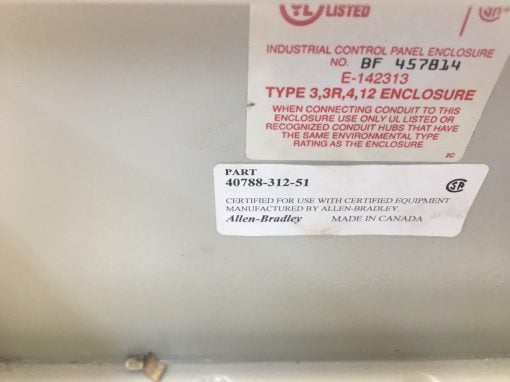 UL LISTED
INDUSTRIAL CONTROL PANEL ENCLOSURE
NO. BF 457814
E-142313
TYPE 3,3R,4,12 ENCLOSURE
WHEN CONNECTING CONDUIT TO THIS
ENCLOSURE USE ONLY UL LISTED OR
RECOGNIZED CONDUIT HUBS THAT HAVE
THE SAME ENVIRONMENTAL TYPE
RATING AS THE ENCLOSURE
2C
PART
40788-312-51
CERTIFIED FOR USE WITH CERTIFIED EQUIPMENT
MANUFACTURED BY ALLEN-BRADLEY
Allen-Bradley MADE IN CANADA